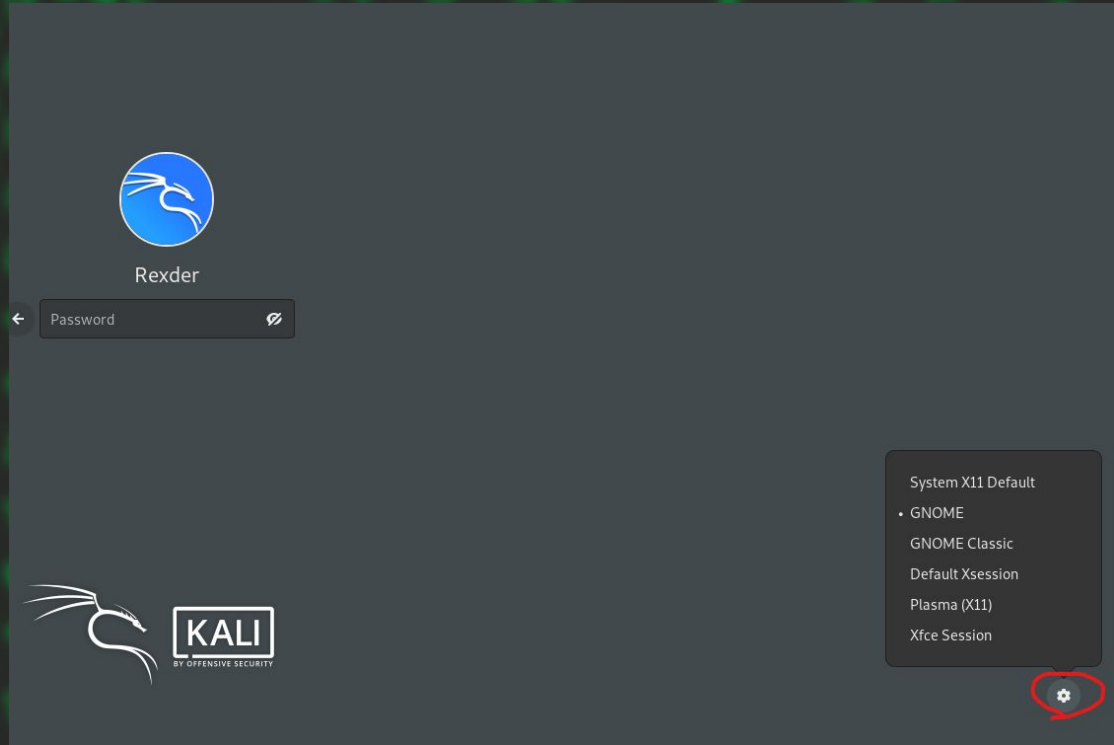 Rexder
Password
System X11 Default
GNOME
GNOME Classic
Default Xsession
Plasma (X11)
Xfce Session
KALI
BY OFFENSIVE SECURITY